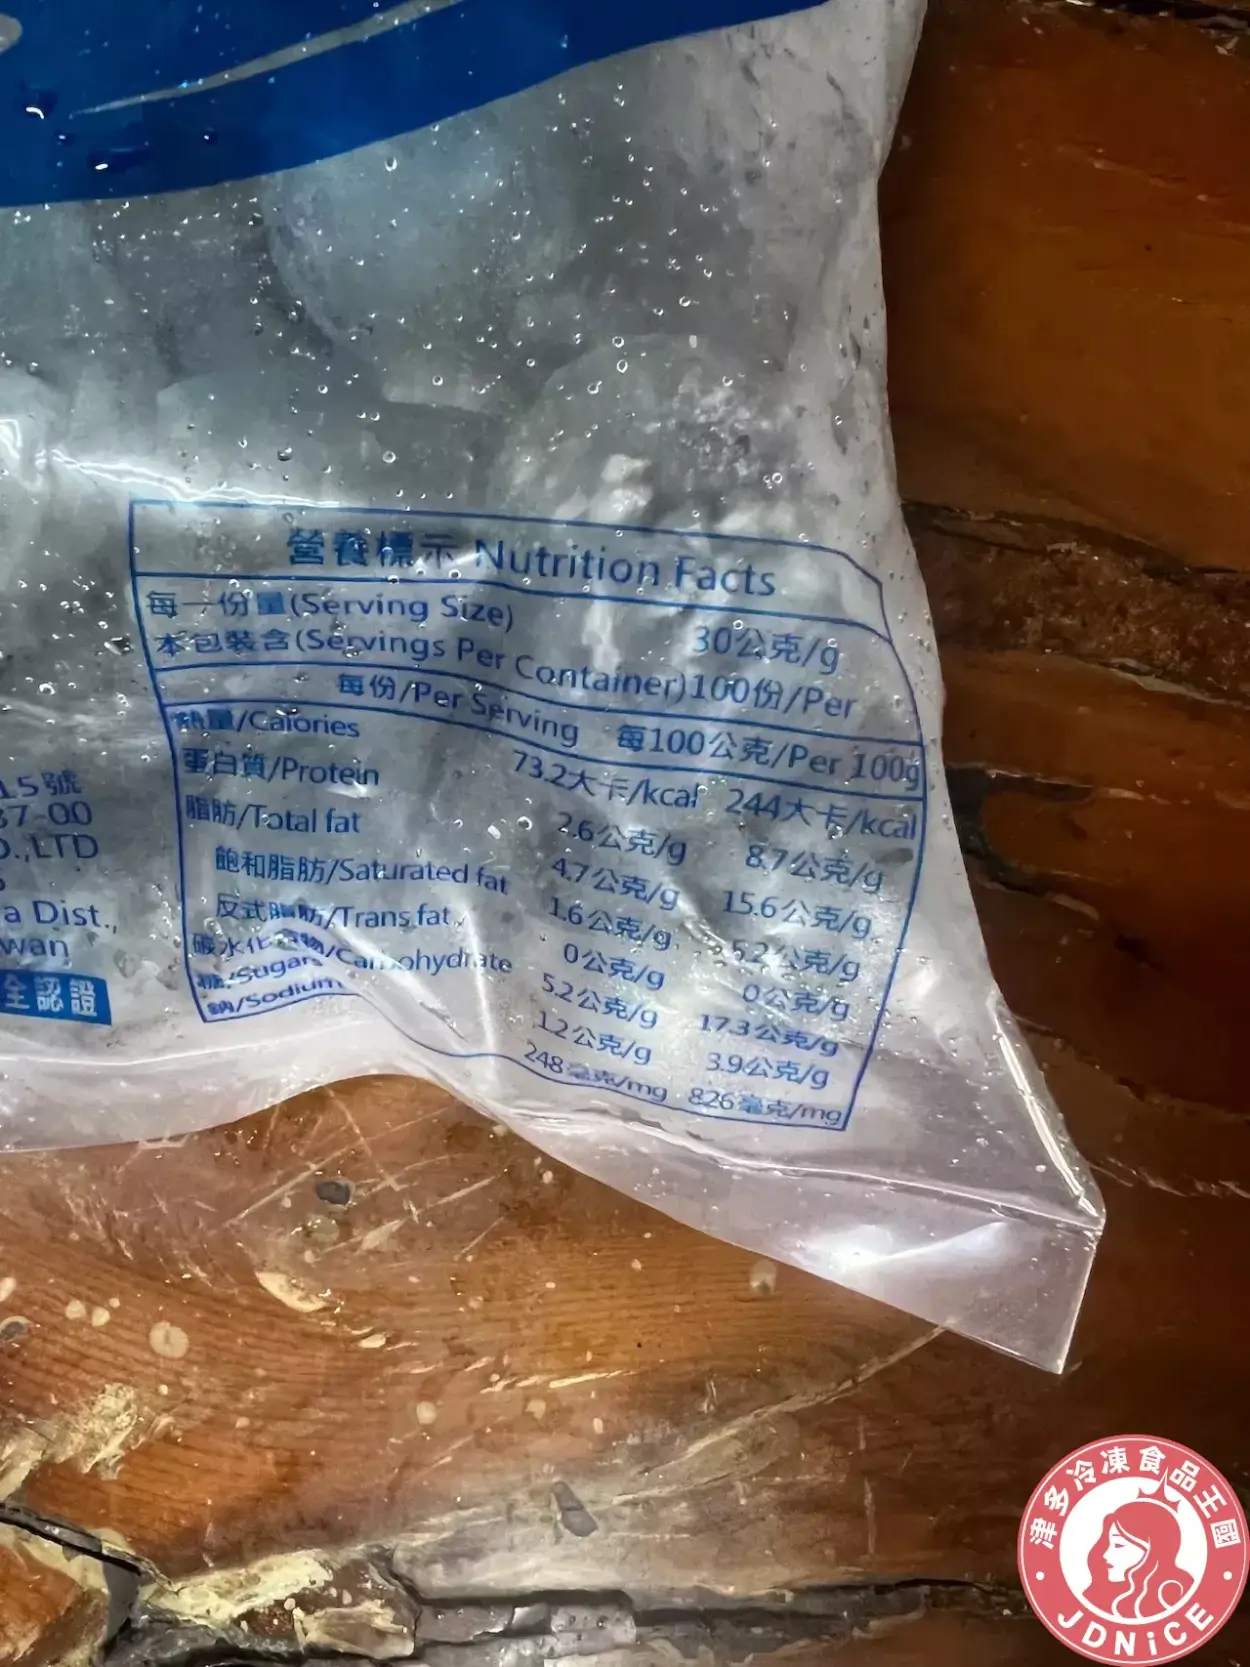 營養標示 Nutrition Facts
每一份量(Serving Size) 30公克/g
本包裝含(Servings Per Container)100份/Per
每份/Per Serving 每100公克/Per 100g
熱量/Calories 73.2大卡/kcal 244大卡/kcal
蛋白質/Protein 2.6公克/g 8.7公克/g
脂肪/Total fat 4.7公克/g 15.6公克/g
飽和脂肪/Saturated fat 1.6公克/g 5.2公克/g
反式脂肪/Trans fat 0公克/g 0公克/g
碳水化合物/Carbohydrate 5.2公克/g 17.3公克/g
糖/Sugars 1.2公克/g 3.9公克/g
鈉/Sodium 248毫克/mg 826毫克/mg
15號
37-00
O.,LTD
a Dist.,
wan
全認證
津多冷凍食品王國
JDNiCE